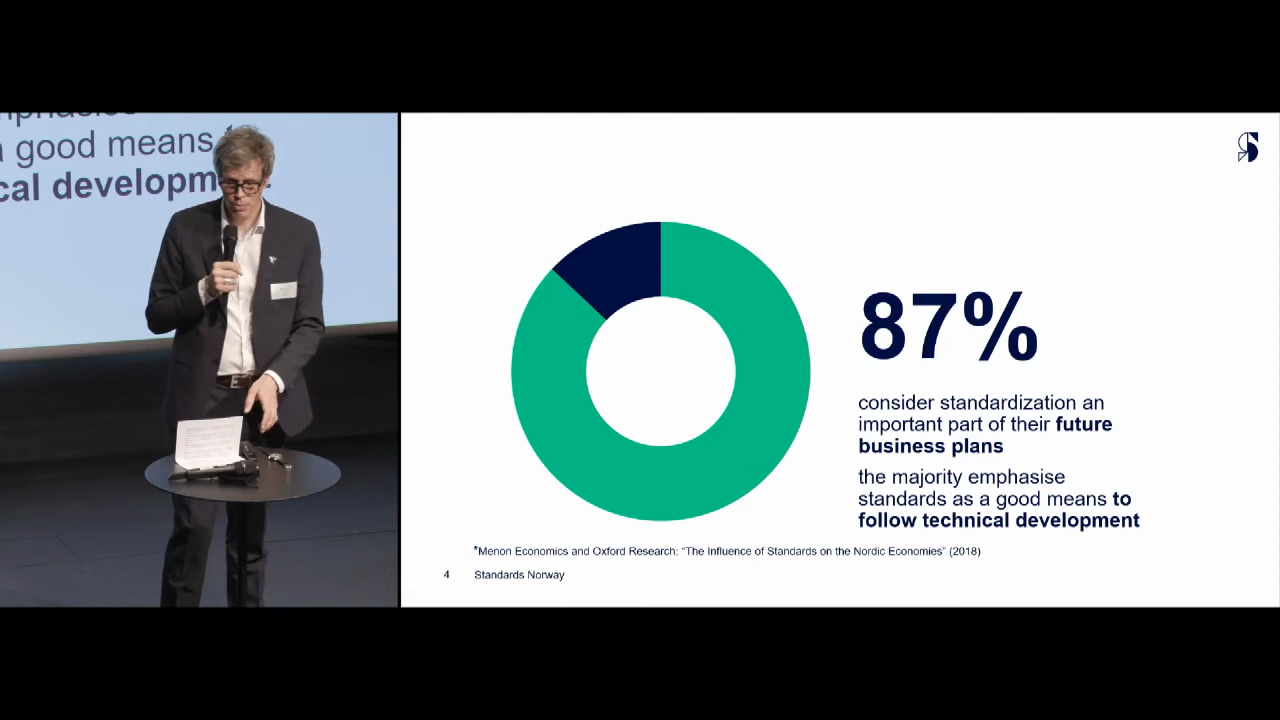 a good means
cal developm
87%
consider standardization an
important part of their future
business plans
the majority emphasise
standards as a good means to
follow technical development
*Menon Economics and Oxford Research: “The Influence of Standards on the Nordic Economies” (2018)
4 Standards Norway